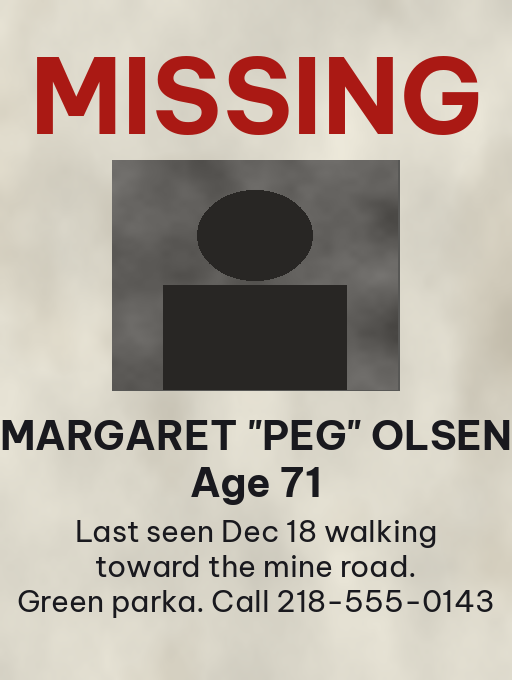 MISSING
MARGARET "PEG" OLSEN
Age 71
Last seen Dec 18 walking
toward the mine road.
Green parka. Call 218-555-0143